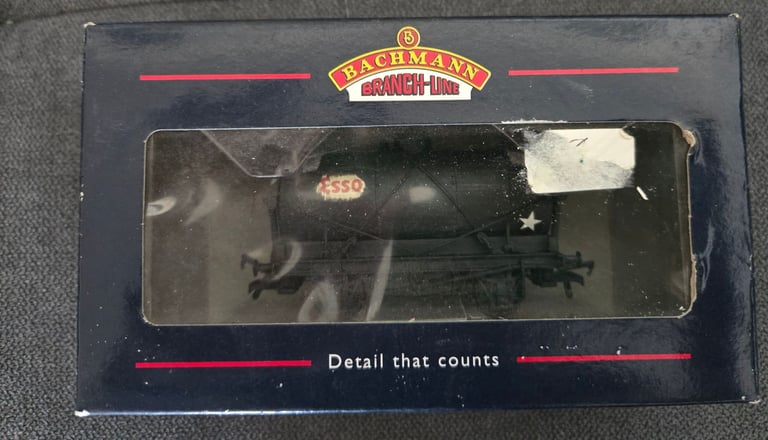 B
BACHMANN
BRANCH-LINE
Esso
Detail that counts